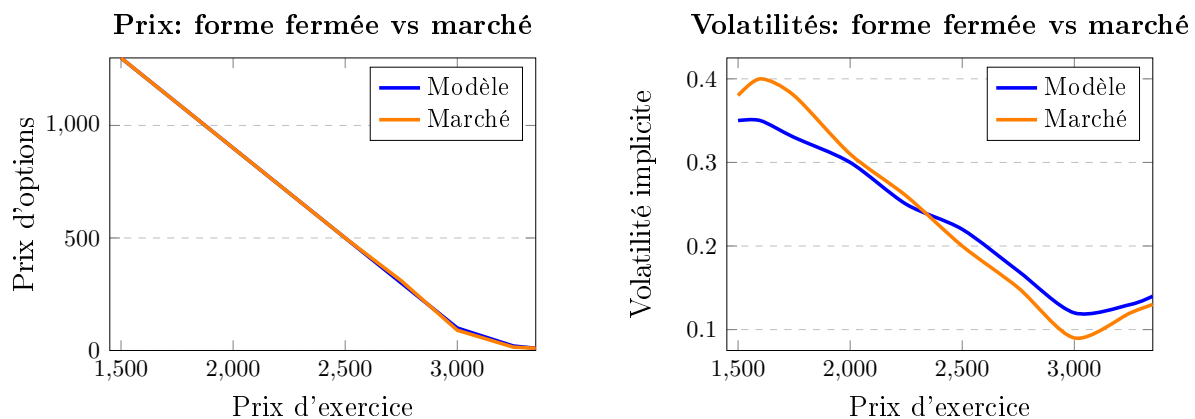 Prix: forme fermée vs marché
Prix d'options
1,000
500
0
1,500
2,000
2,500
3,000
Prix d'exercice
Modèle
Marché
Volatilités: forme fermée vs marché
Volatilité implicite
0.4
0.3
0.2
0.1
1,500
2,000
2,500
3,000
Prix d'exercice
Modèle
Marché